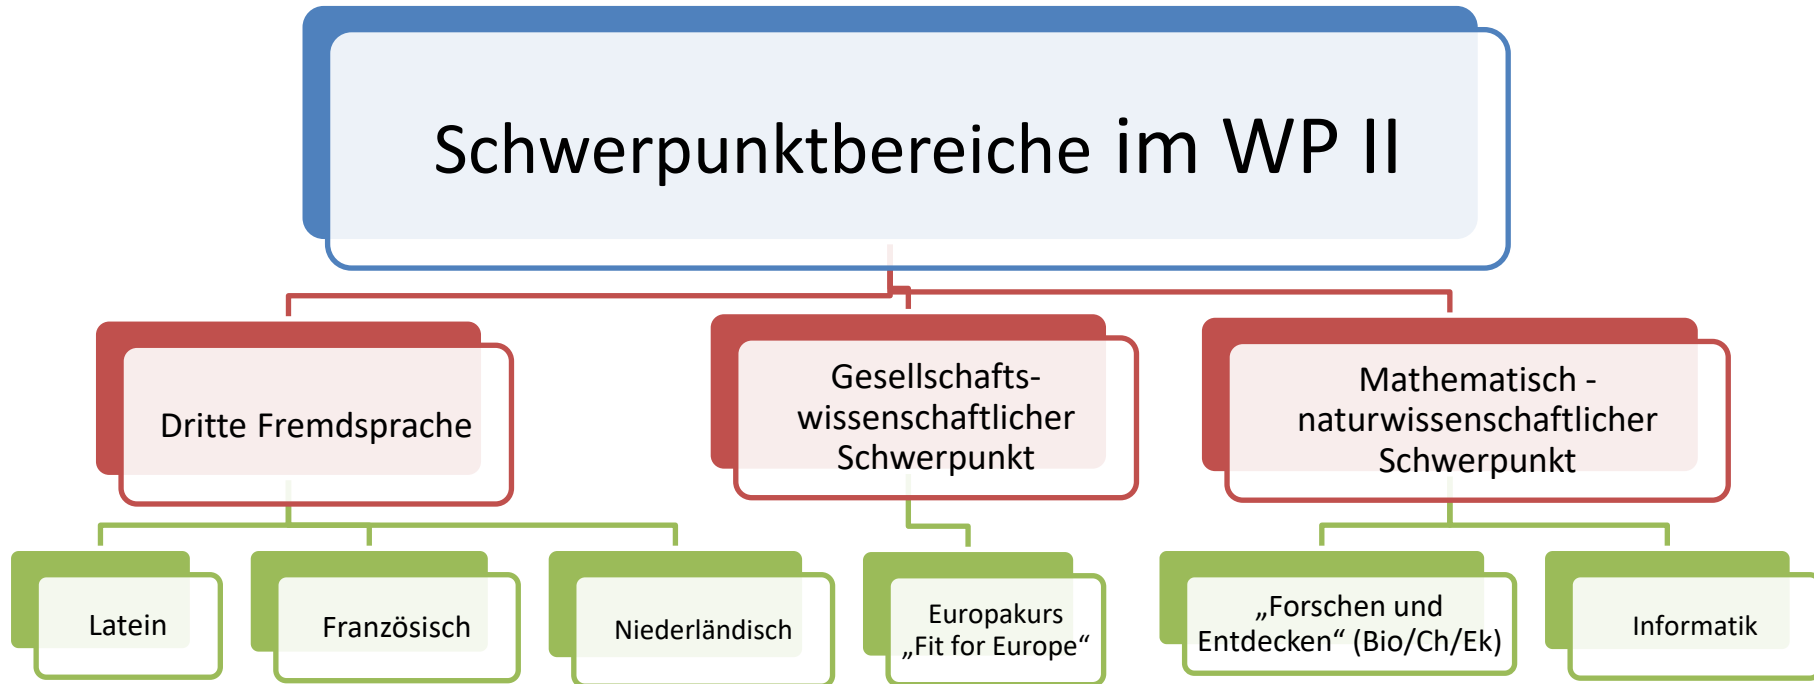 Schwerpunktbereiche im WP II
Dritte Fremdsprache
Gesellschafts-
wissenschaftlicher
Schwerpunkt
Mathematisch -
naturwissenschaftlicher
Schwerpunkt
Latein
Französisch
Niederländisch
Europakurs
„Fit for Europe“
„Forschen und
Entdecken“ (Bio/Ch/Ek)
Informatik